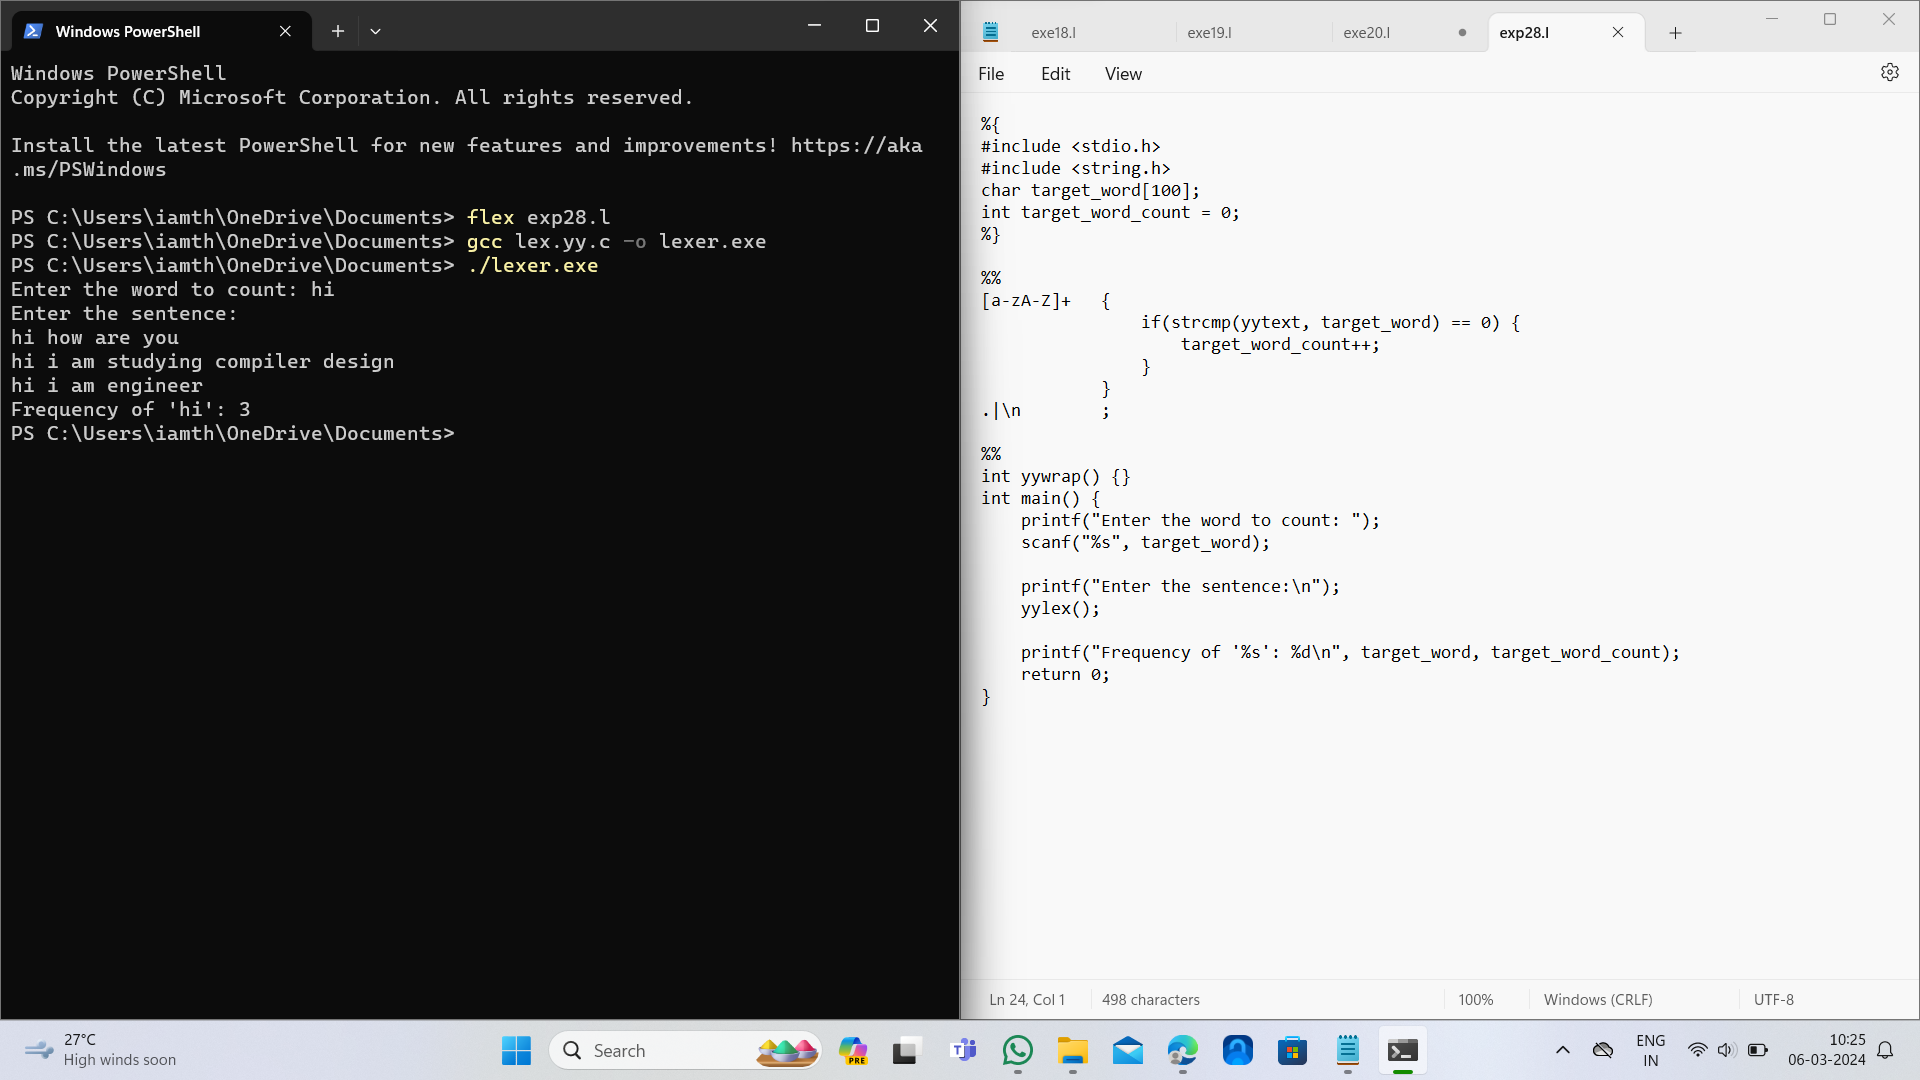 Windows PowerShell
Windows PowerShell
Copyright (C) Microsoft Corporation. All rights reserved.
Install the latest PowerShell for new features and improvements! https://aka
.ms/PSWindows
PS C:\Users\iamth\OneDrive\Documents> flex exp28.l
PS C:\Users\iamth\OneDrive\Documents> gcc lex.yy.c -o lexer.exe
PS C:\Users\iamth\OneDrive\Documents> ./lexer.exe
Enter the word to count: hi
Enter the sentence:
hi how are you
hi i am studying compiler design
hi i am engineer
Frequency of 'hi': 3
PS C:\Users\iamth\OneDrive\Documents>
exe18.l exe19.l exe20.l exp28.l
File Edit View
%{
#include <stdio.h>
#include <string.h>
char target_word[100];
int target_word_count = 0;
%}
%%
[a-zA-Z]+   {
                if(strcmp(yytext, target_word) == 0) {
                    target_word_count++;
                }
            }
.|\n        ;
%%
int yywrap() {}
int main() {
    printf("Enter the word to count: ");
    scanf("%s", target_word);
    printf("Enter the sentence:\n");
    yylex();
    printf("Frequency of '%s': %d\n", target_word, target_word_count);
    return 0;
}
Ln 24, Col 1 498 characters 100% Windows (CRLF) UTF-8
27°C
High winds soon
Search
PRE
ENG
IN
10:25
06-03-2024